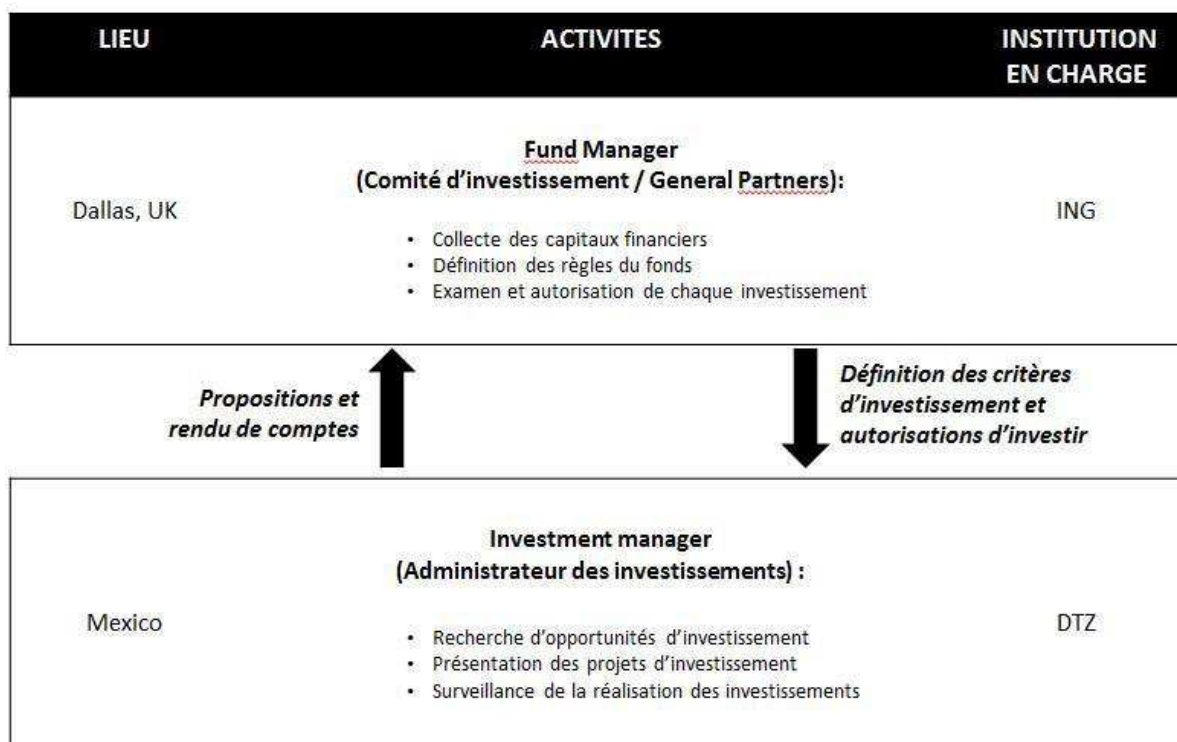 LIEU
ACTIVITES
INSTITUTION
EN CHARGE
Fund Manager
(Comité d'investissement / General Partners):
Dallas, UK
ING
• Collecte des capitaux financiers
• Définition des règles du fonds
• Examen et autorisation de chaque investissement
Propositions et
rendu de comptes
Définition des critères
d'investissement et
autorisations d'investir
Investment manager
(Administrateur des investissements) :
Mexico
DTZ
• Recherche d'opportunités d'investissement
• Présentation des projets d'investissement
• Surveillance de la réalisation des investissements